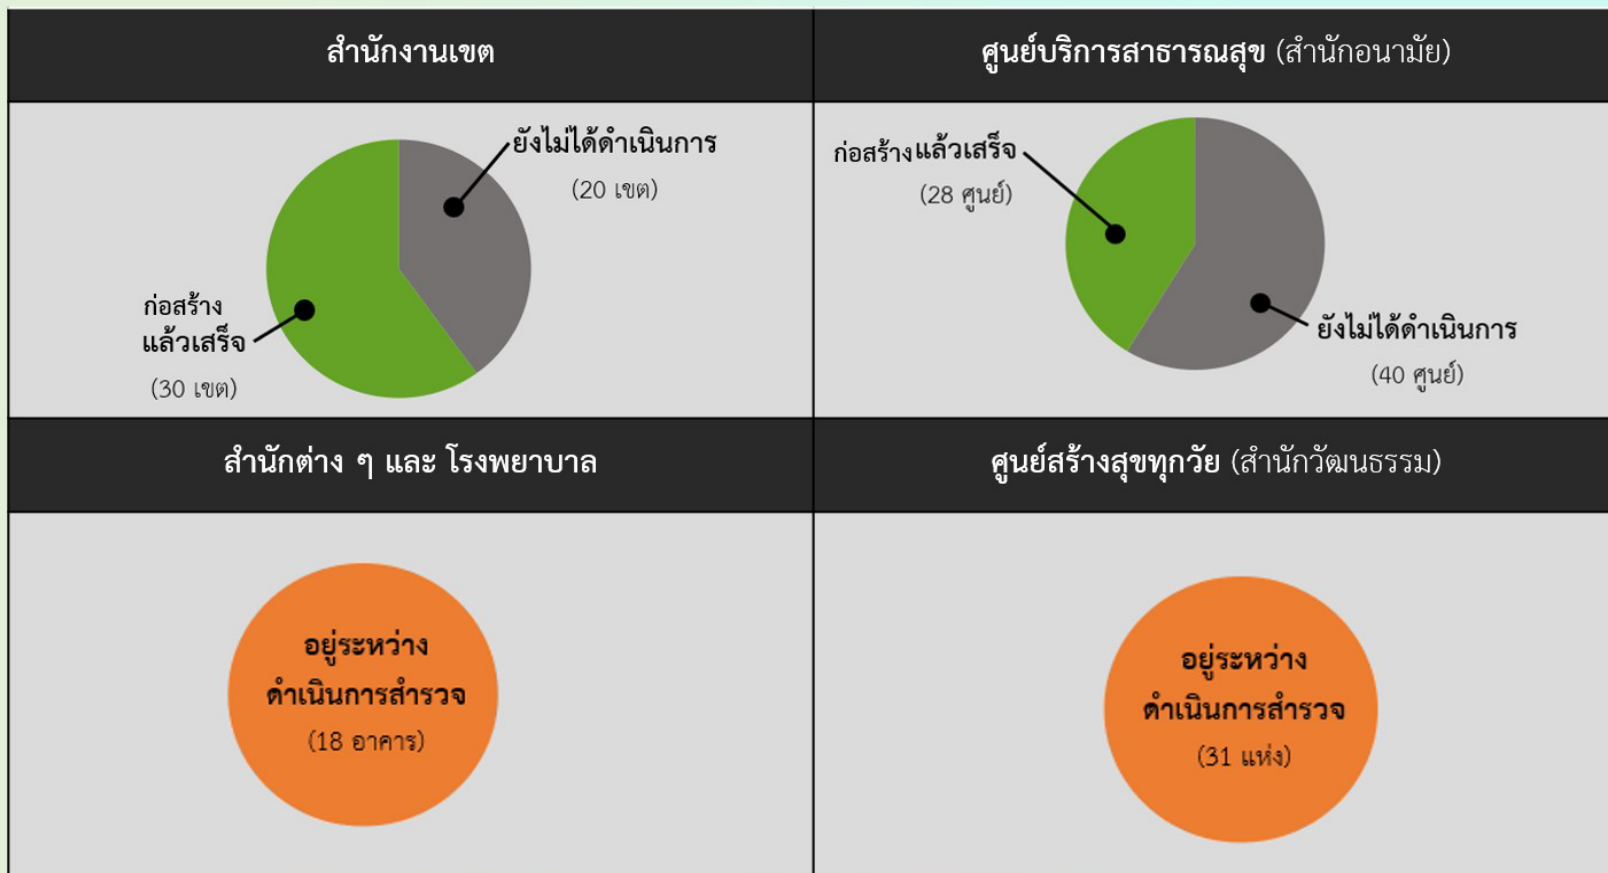 สำนักงานเขต
ศูนย์บริการสาธารณสุข (สำนักอนามัย)
ยังไม่ได้ดำเนินการ
(20 เขต)
ก่อสร้าง
แล้วเสร็จ
(30 เขต)
ก่อสร้างแล้วเสร็จ
(28 ศูนย์)
ยังไม่ได้ดำเนินการ
(40 ศูนย์)
สำนักต่าง ๆ และ โรงพยาบาล
ศูนย์สร้างสุขทุกวัย (สำนักวัฒนธรรม)
อยู่ระหว่าง
ดำเนินการสำรวจ
(18 อาคาร)
อยู่ระหว่าง
ดำเนินการสำรวจ
(31 แห่ง)